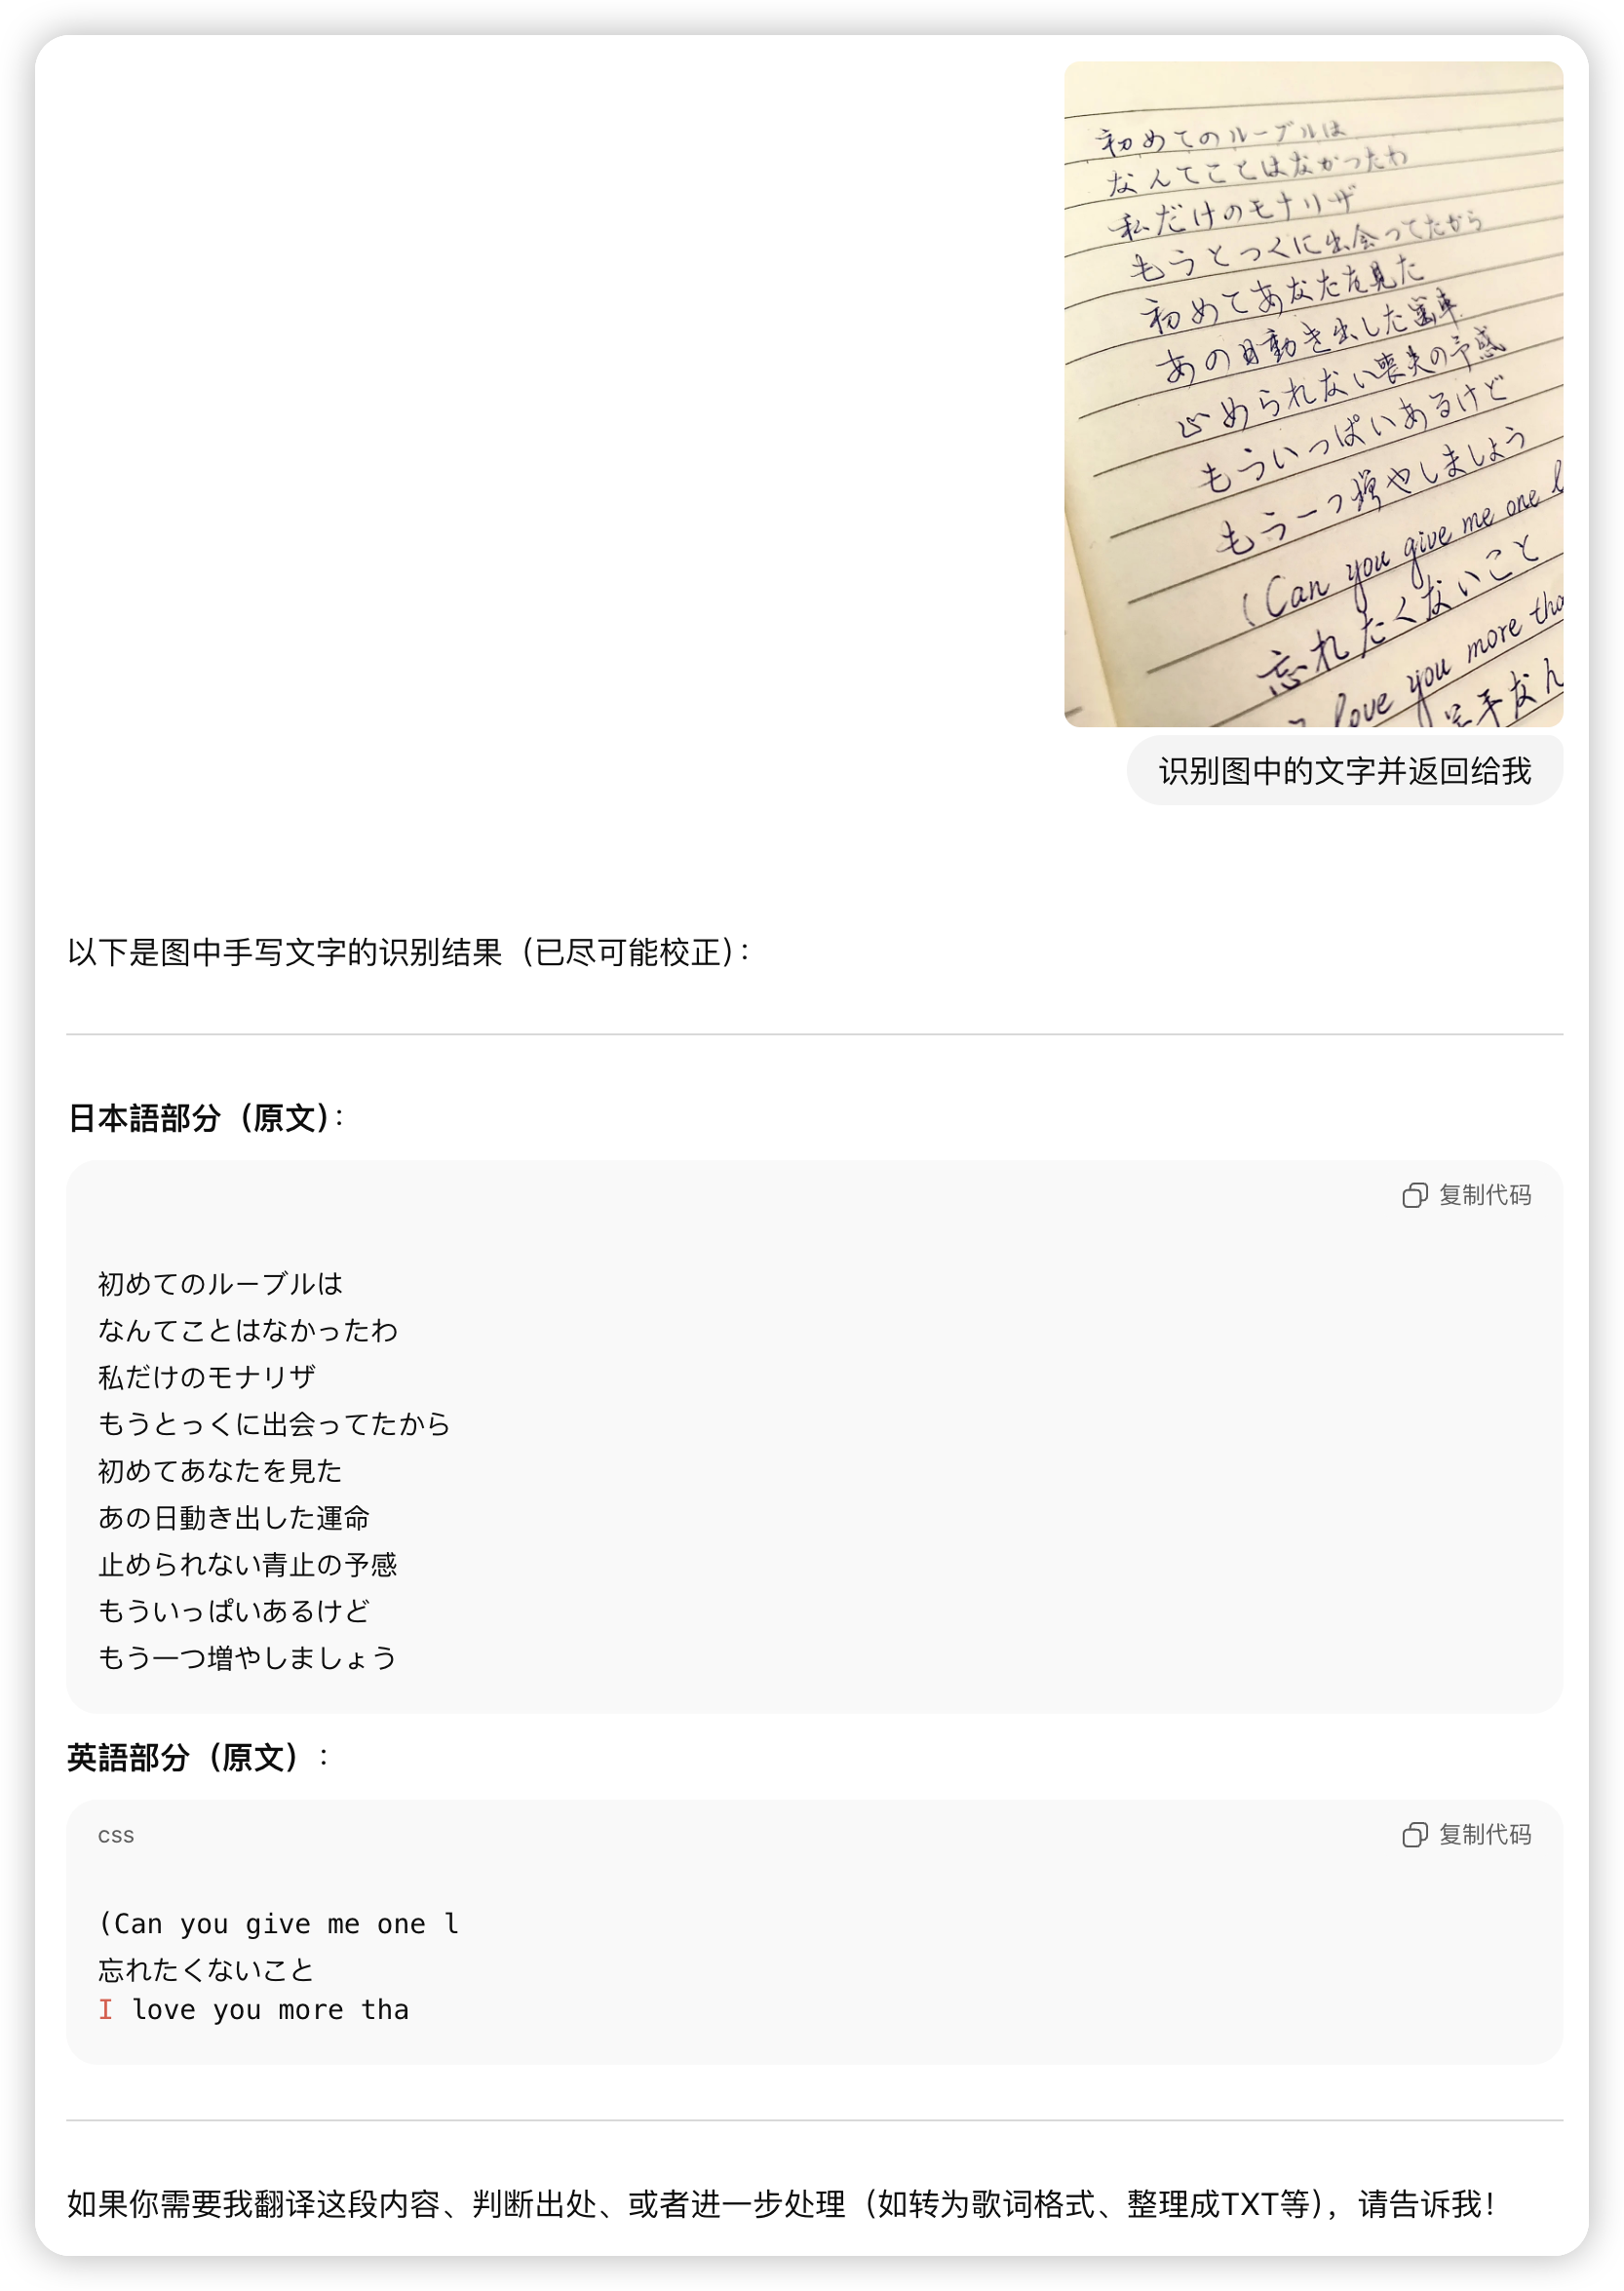 初めてのルーブルは
なんてことはなかったわ
私だけのモナリザ
もうとっくに出会ってたから
初めてあなたを見た
あの日動き出した歯車
止められない喪失の予感
もういっぱいあるけど
もう一つ増やしましょう
(Can you give me one l
忘れたくないこと
love you more tha
なん
识别图中的文字并返回给我
以下是图中手写文字的识别结果（已尽可能校正）：
日本語部分（原文）：
复制代码
初めてのルーブルは
なんてことはなかったわ
私だけのモナリザ
もうとっくに出会ってたから
初めてあなたを見た
あの日動き出した運命
止められない青止の予感
もういっぱいあるけど
もう一つ増やしましょう
英語部分（原文）：
css 复制代码
(Can you give me one l
忘れたくないこと
I love you more tha
如果你需要我翻译这段内容、判断出处、或者进一步处理（如转为歌词格式、整理成TXT等），请告诉我！